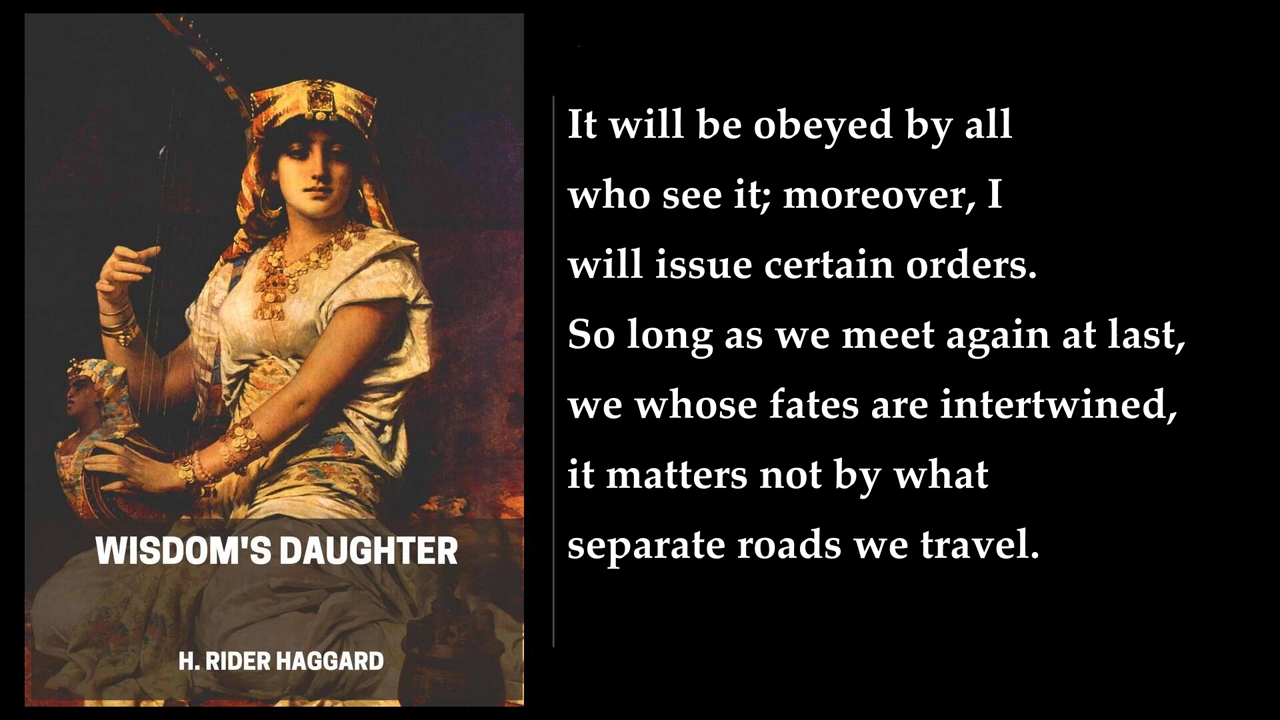 WISDOM'S DAUGHTER
H. RIDER HAGGARD
It will be obeyed by all
who see it; moreover, I
will issue certain orders.
So long as we meet again at last,
we whose fates are intertwined,
it matters not by what
separate roads we travel.